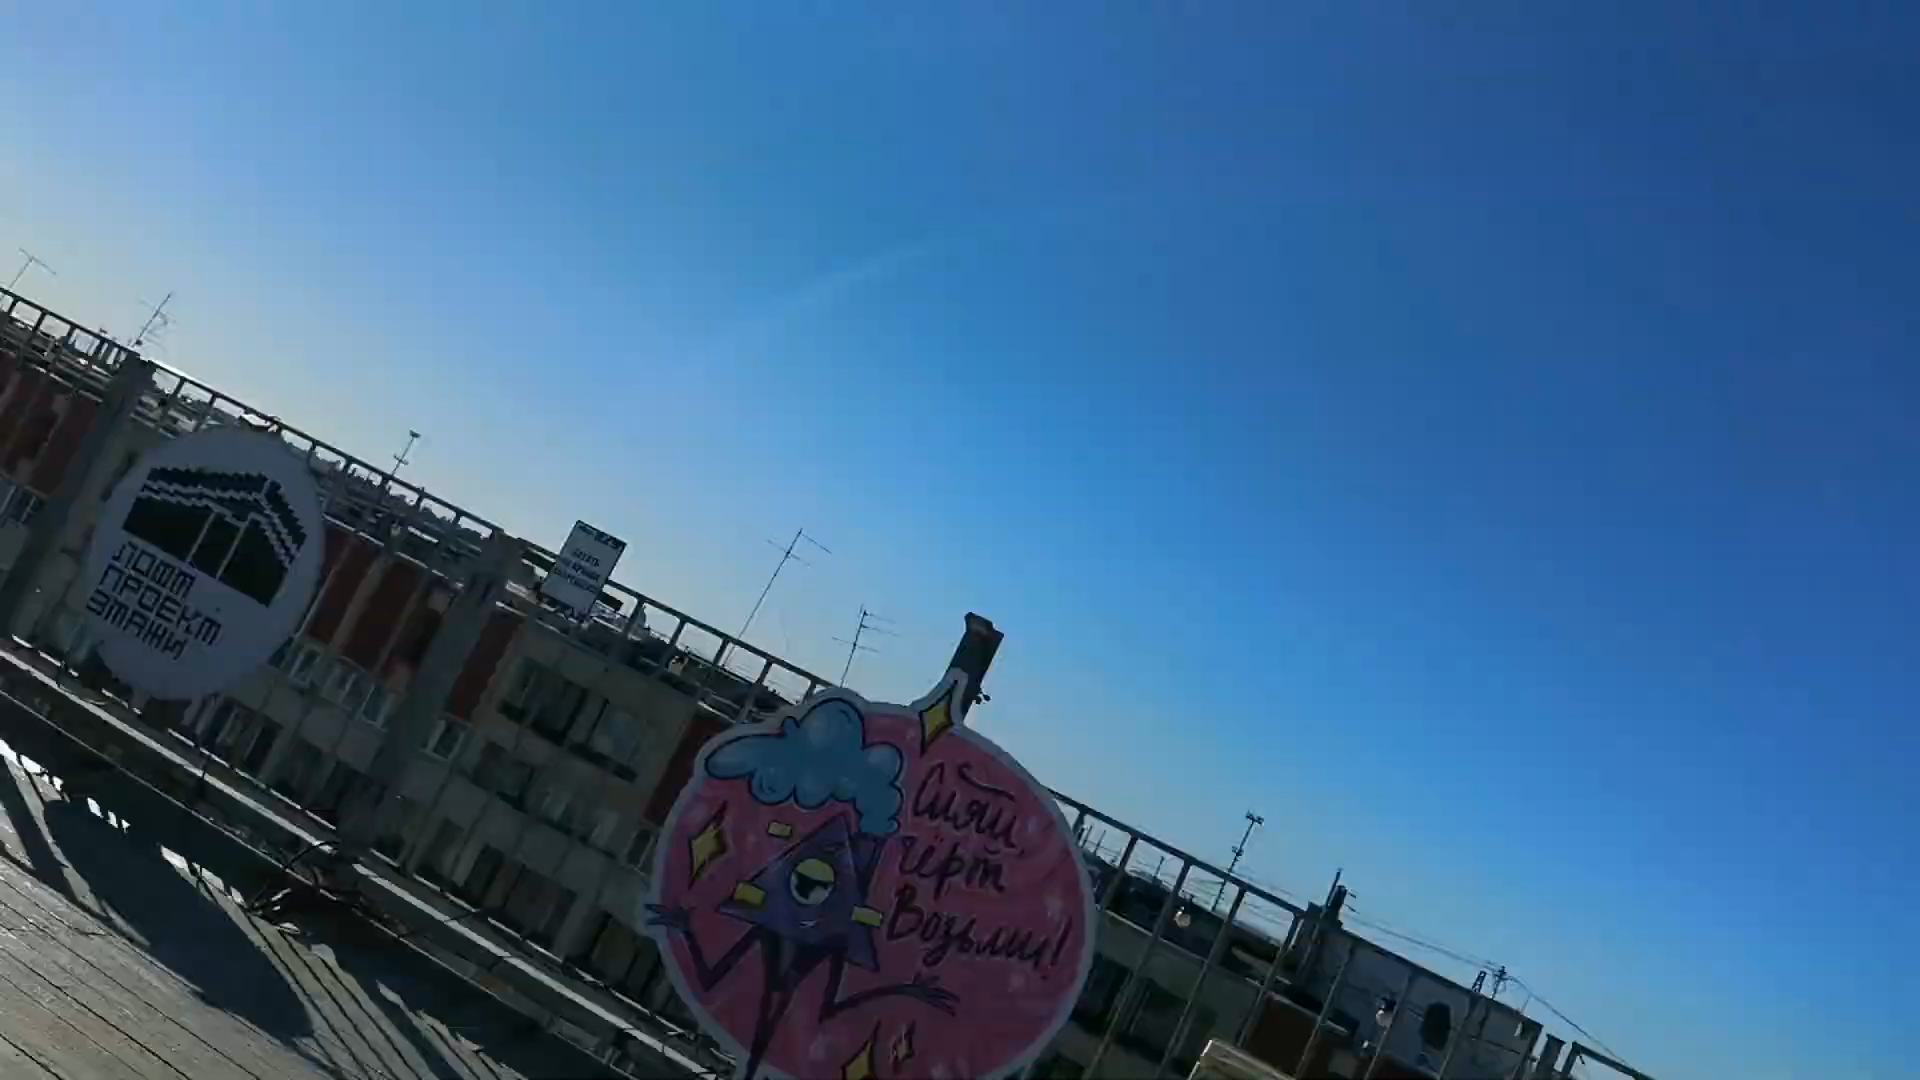 ЛОФТ
ПРОЕКТ
ЭТАЖИ
Сияй,
чёрт
Возьми!